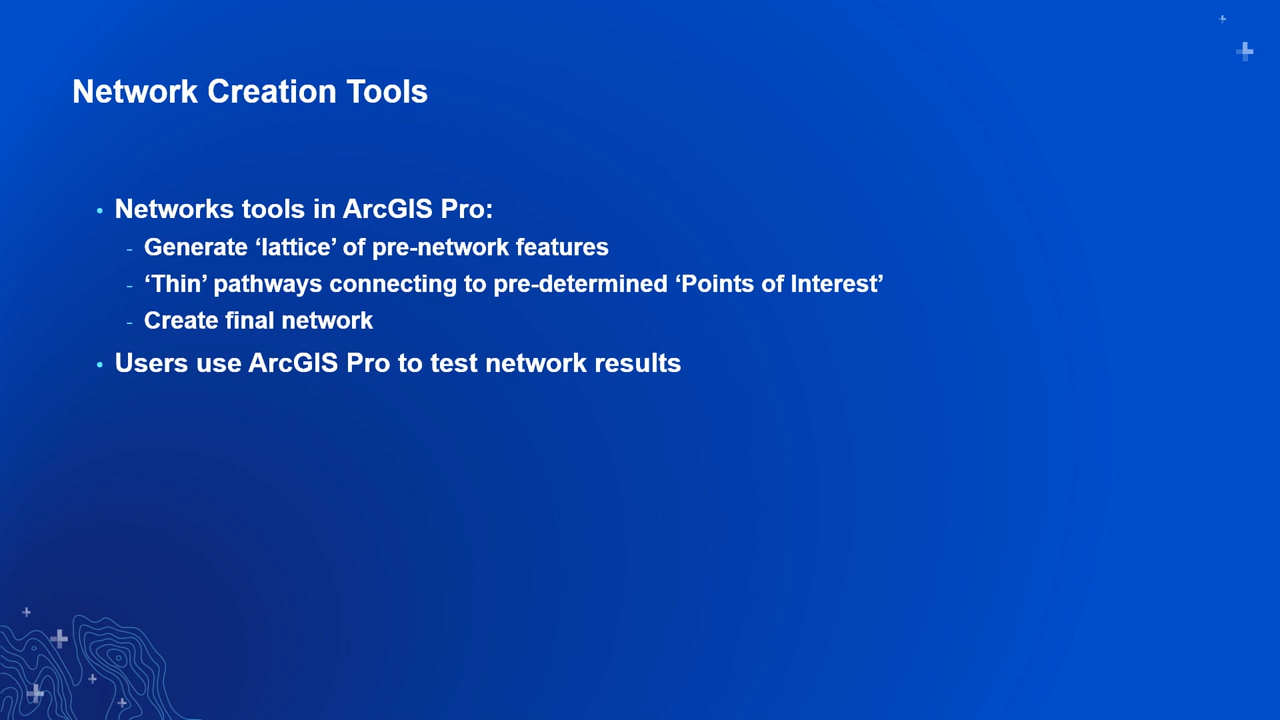 Network Creation Tools
• Networks tools in ArcGIS Pro:
- Generate ‘lattice’ of pre-network features
- ‘Thin’ pathways connecting to pre-determined ‘Points of Interest’
- Create final network
• Users use ArcGIS Pro to test network results